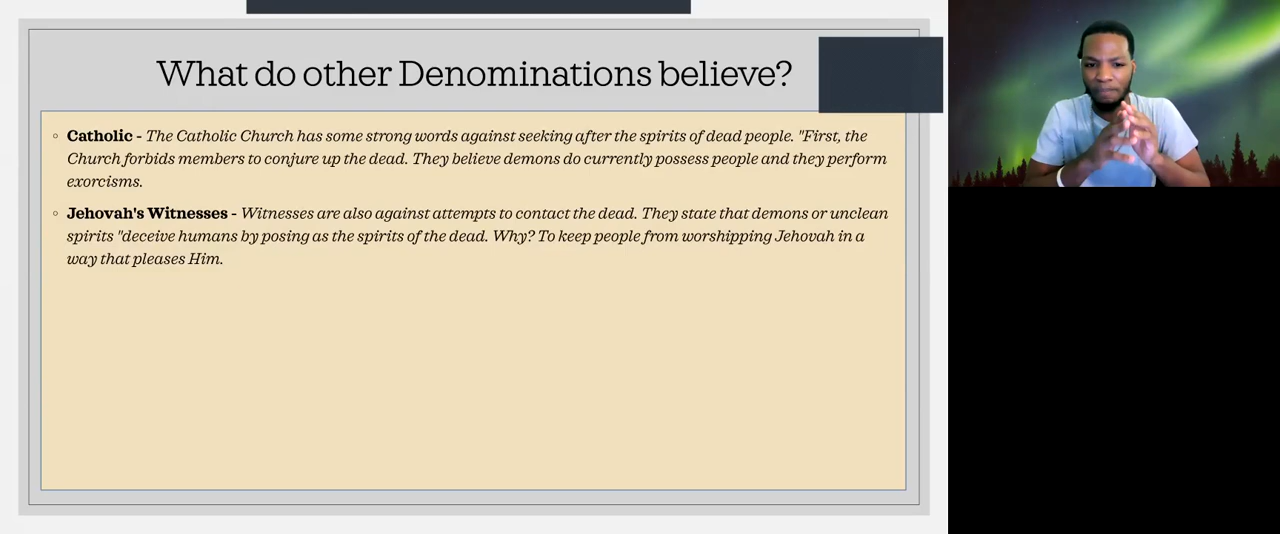 What do other Denominations believe?
◦ Catholic - The Catholic Church has some strong words against seeking after the spirits of dead people. "First, the
Church forbids members to conjure up the dead. They believe demons do currently possess people and they perform
exorcisms.
◦ Jehovah's Witnesses - Witnesses are also against attempts to contact the dead. They state that demons or unclean
spirits "deceive humans by posing as the spirits of the dead. Why? To keep people from worshipping Jehovah in a
way that pleases Him.